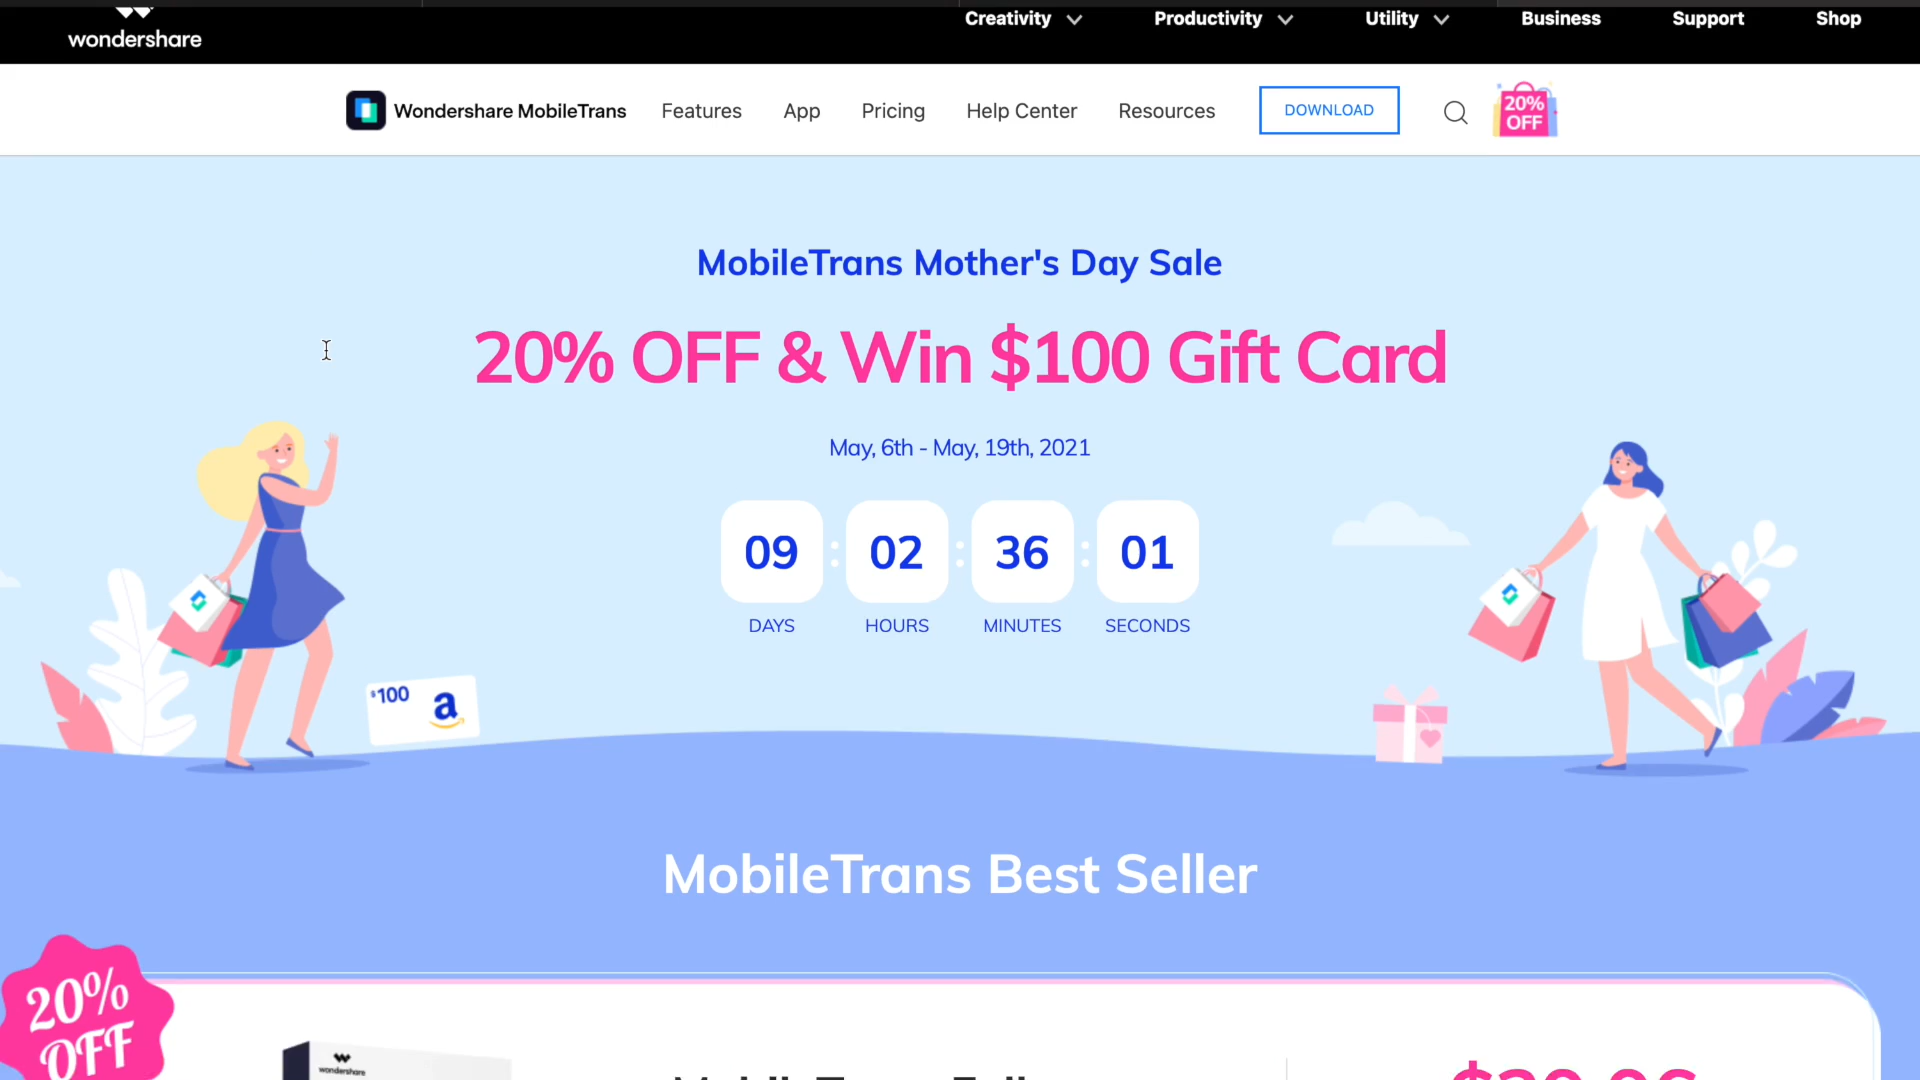 wondershare
Creativity
Productivity
Utility
Business
Support
Shop
Wondershare MobileTrans
Features
App
Pricing
Help Center
Resources
DOWNLOAD
20%
OFF
MobileTrans Mother's Day Sale
20% OFF & Win $100 Gift Card
May, 6th - May, 19th, 2021
09 : 02 : 36 : 01
DAYS
HOURS
MINUTES
SECONDS
$100
a
MobileTrans Best Seller
20%
OFF
wondershare